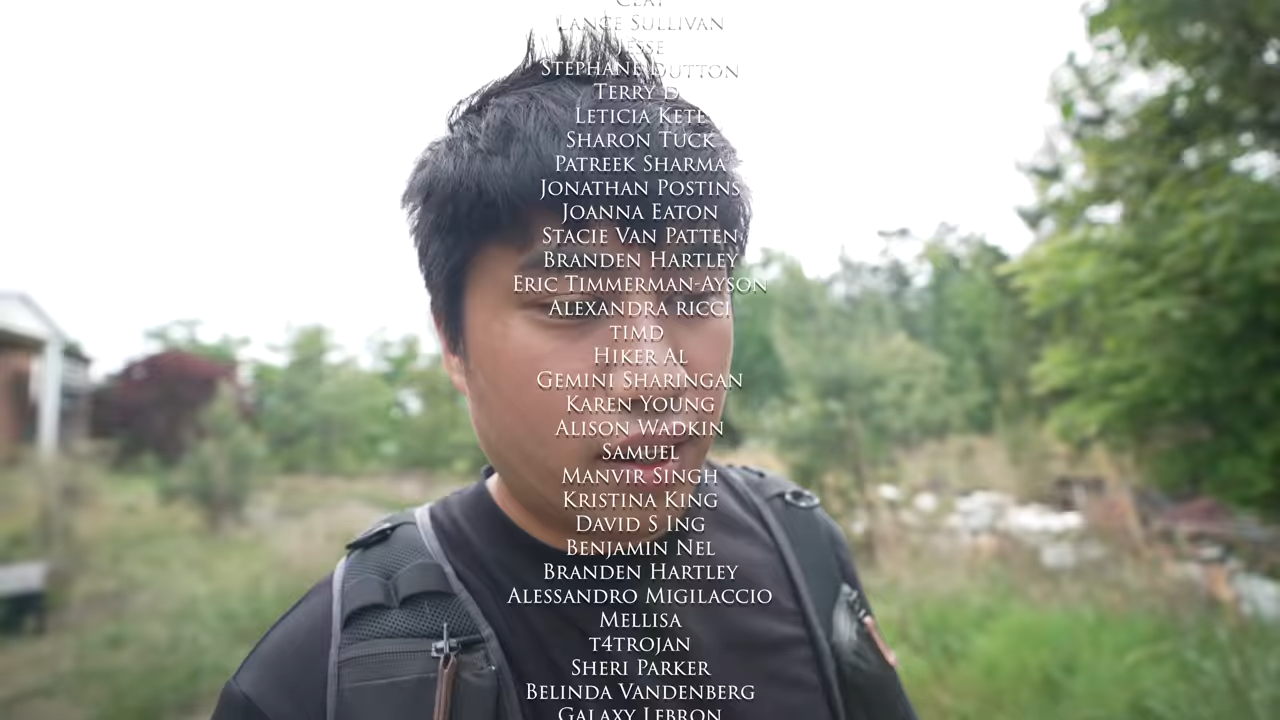 Clay
Lance Sullivan
Jesse
Stephane Dutton
Terry D
Leticia Kete
Sharon Tuck
Patreek Sharma
Jonathan Postins
Joanna Eaton
Stacie Van Patten
Branden Hartley
Eric Timmerman-Ayson
Alexandra ricci
timd
Hiker Al
Gemini Sharingan
Karen Young
Alison Wadkin
Samuel
Manvir Singh
Kristina King
David S Ing
Benjamin Nel
Branden Hartley
Alessandro Migilaccio
Mellisa
t4trojan
Sheri Parker
Belinda Vandenberg
Galaxy Lebron